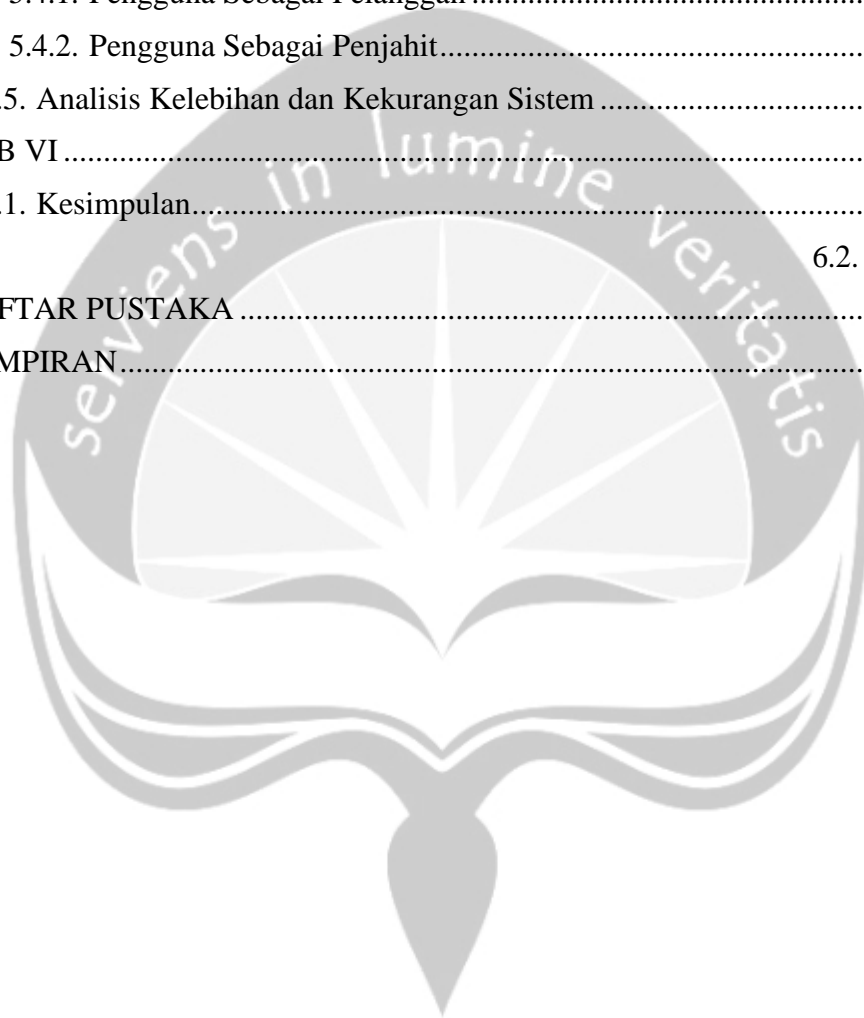 5.4.1. Pengguna Sebagai Pelanggan
5.4.2. Pengguna Sebagai Penjahit
.5. Analisis Kelebihan dan Kekurangan Sistem
B VI
.1. Kesimpulan
6.2.
FTAR PUSTAKA
MPIRAN
serviens in lumine veritatis